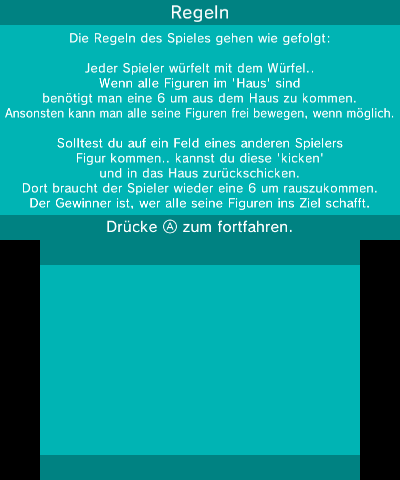 Regeln
Die Regeln des Spieles gehen wie gefolgt:
Jeder Spieler würfelt mit dem Würfel..
Wenn alle Figuren im 'Haus' sind
benötigt man eine 6 um aus dem Haus zu kommen.
Ansonsten kann man alle seine Figuren frei bewegen, wenn möglich.
Solltest du auf ein Feld eines anderen Spielers
Figur kommen.. kannst du diese 'kicken'
und in das Haus zurückschicken.
Dort braucht der Spieler wieder eine 6 um rauszukommen.
Der Gewinner ist, wer alle seine Figuren ins Ziel schafft.
Drücke Ⓐ zum fortfahren.